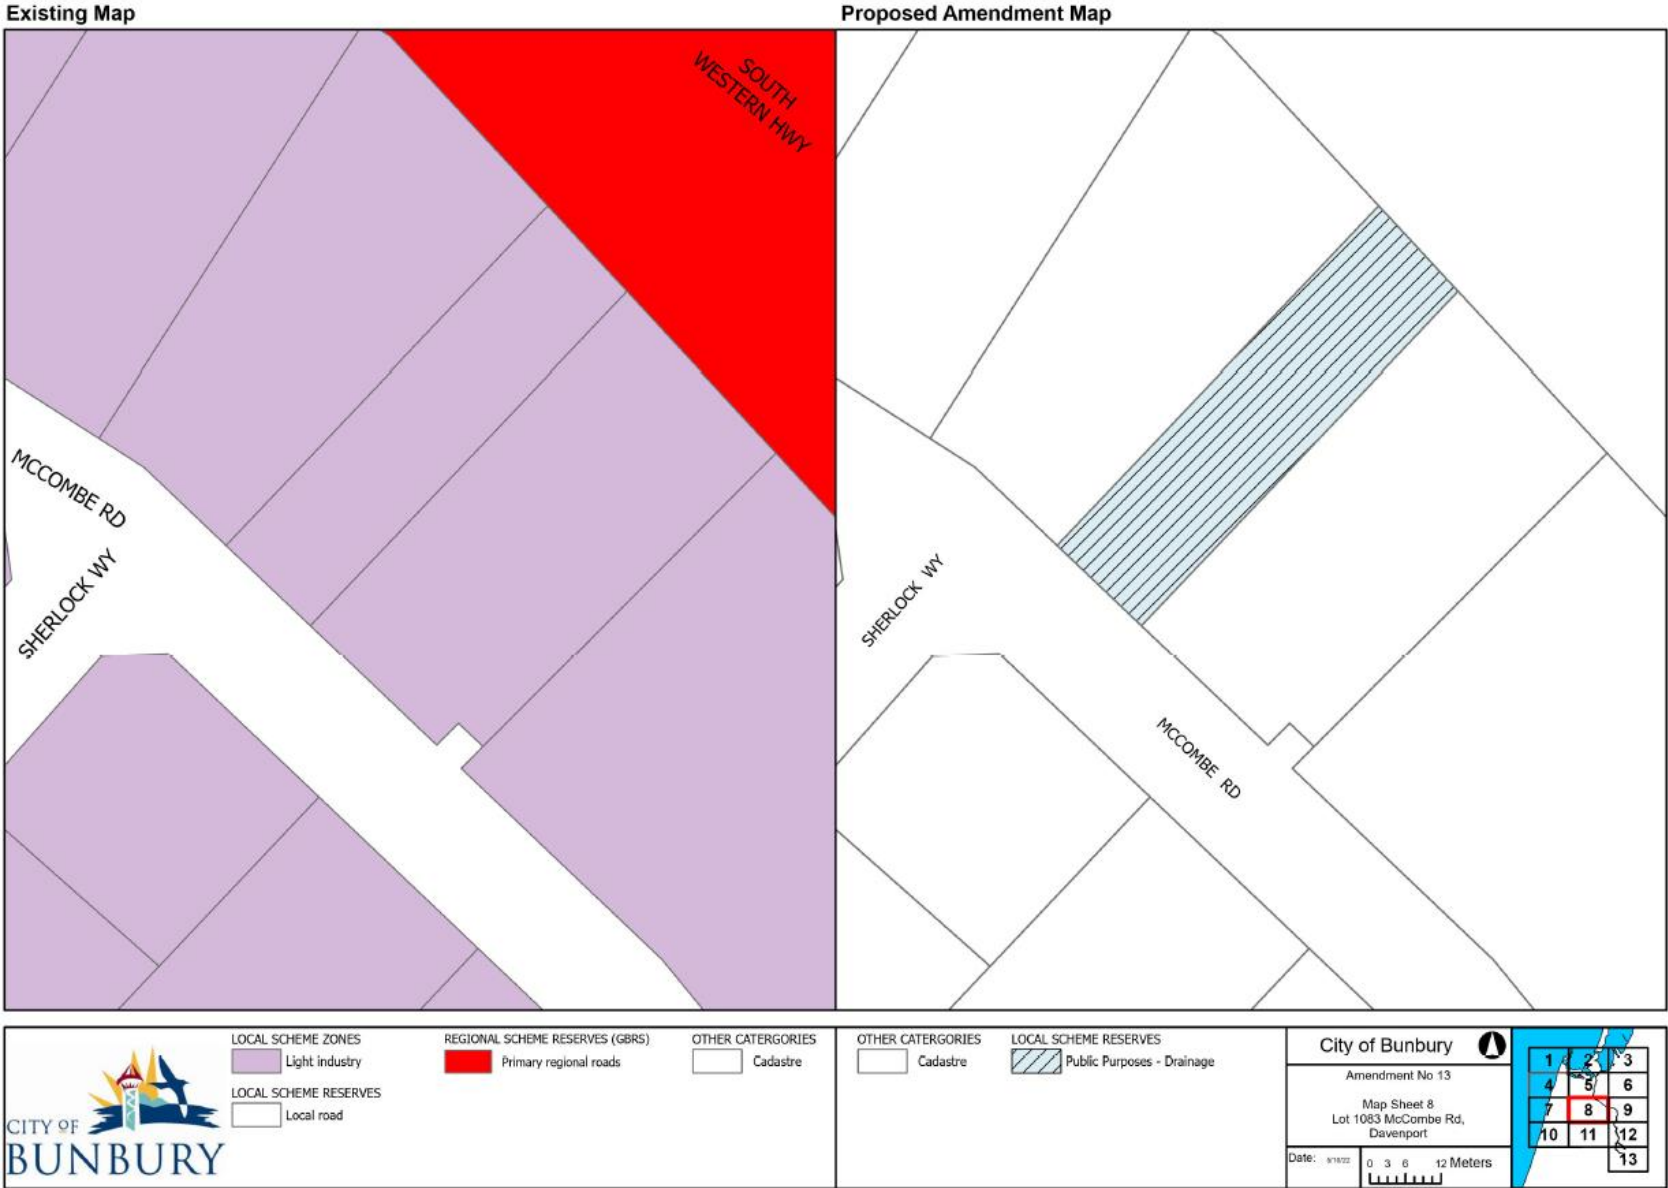 Existing Map
Proposed Amendment Map
SOUTH
WESTERN HWY
MCCOMBE RD
SHERLOCK WY
SHERLOCK WY
MCCOMBE RD
CITY OF
BUNBURY
LOCAL SCHEME ZONES
Light industry
LOCAL SCHEME RESERVES
Local road
REGIONAL SCHEME RESERVES (GBRS)
Primary regional roads
OTHER CATERGORIES
Cadastre
OTHER CATERGORIES
Cadastre
LOCAL SCHEME RESERVES
Public Purposes - Drainage
City of Bunbury
Amendment No 13
Map Sheet 8
Lot 1083 McCombe Rd,
Davenport
Date:
0 3 6 12 Meters
1 2 3
4 5 6
7 8 9
10 11 12
13